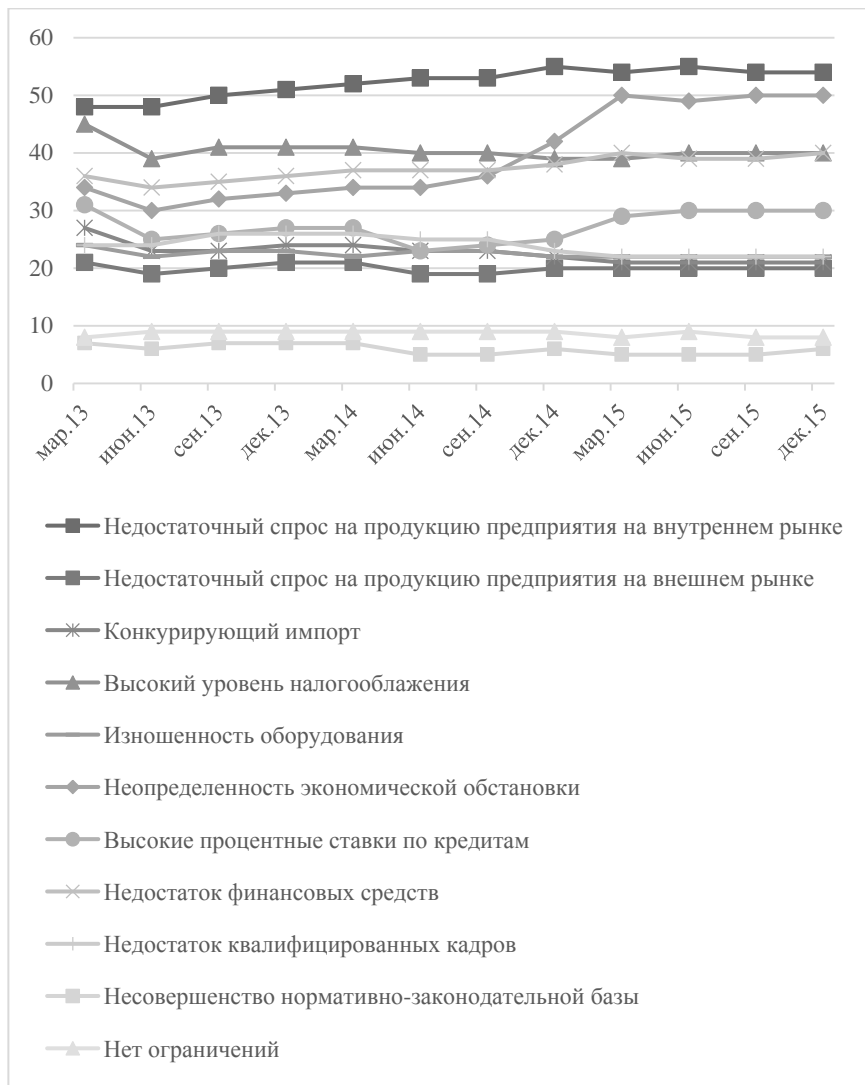 60
50
40
30
20
10
0
мар.13
июн.13
сен.13
дек.13
мар.14
июн.14
сен.14
дек.14
мар.15
июн.15
сен.15
дек.15
Недостаточный спрос на продукцию предприятия на внутреннем рынке
Недостаточный спрос на продукцию предприятия на внешнем рынке
Конкурирующий импорт
Высокий уровень налогооблажения
Изношенность оборудования
Неопределенность экономической обстановки
Высокие процентные ставки по кредитам
Недостаток финансовых средств
Недостаток квалифицированных кадров
Несовершенство нормативно-законодательной базы
Нет ограничений